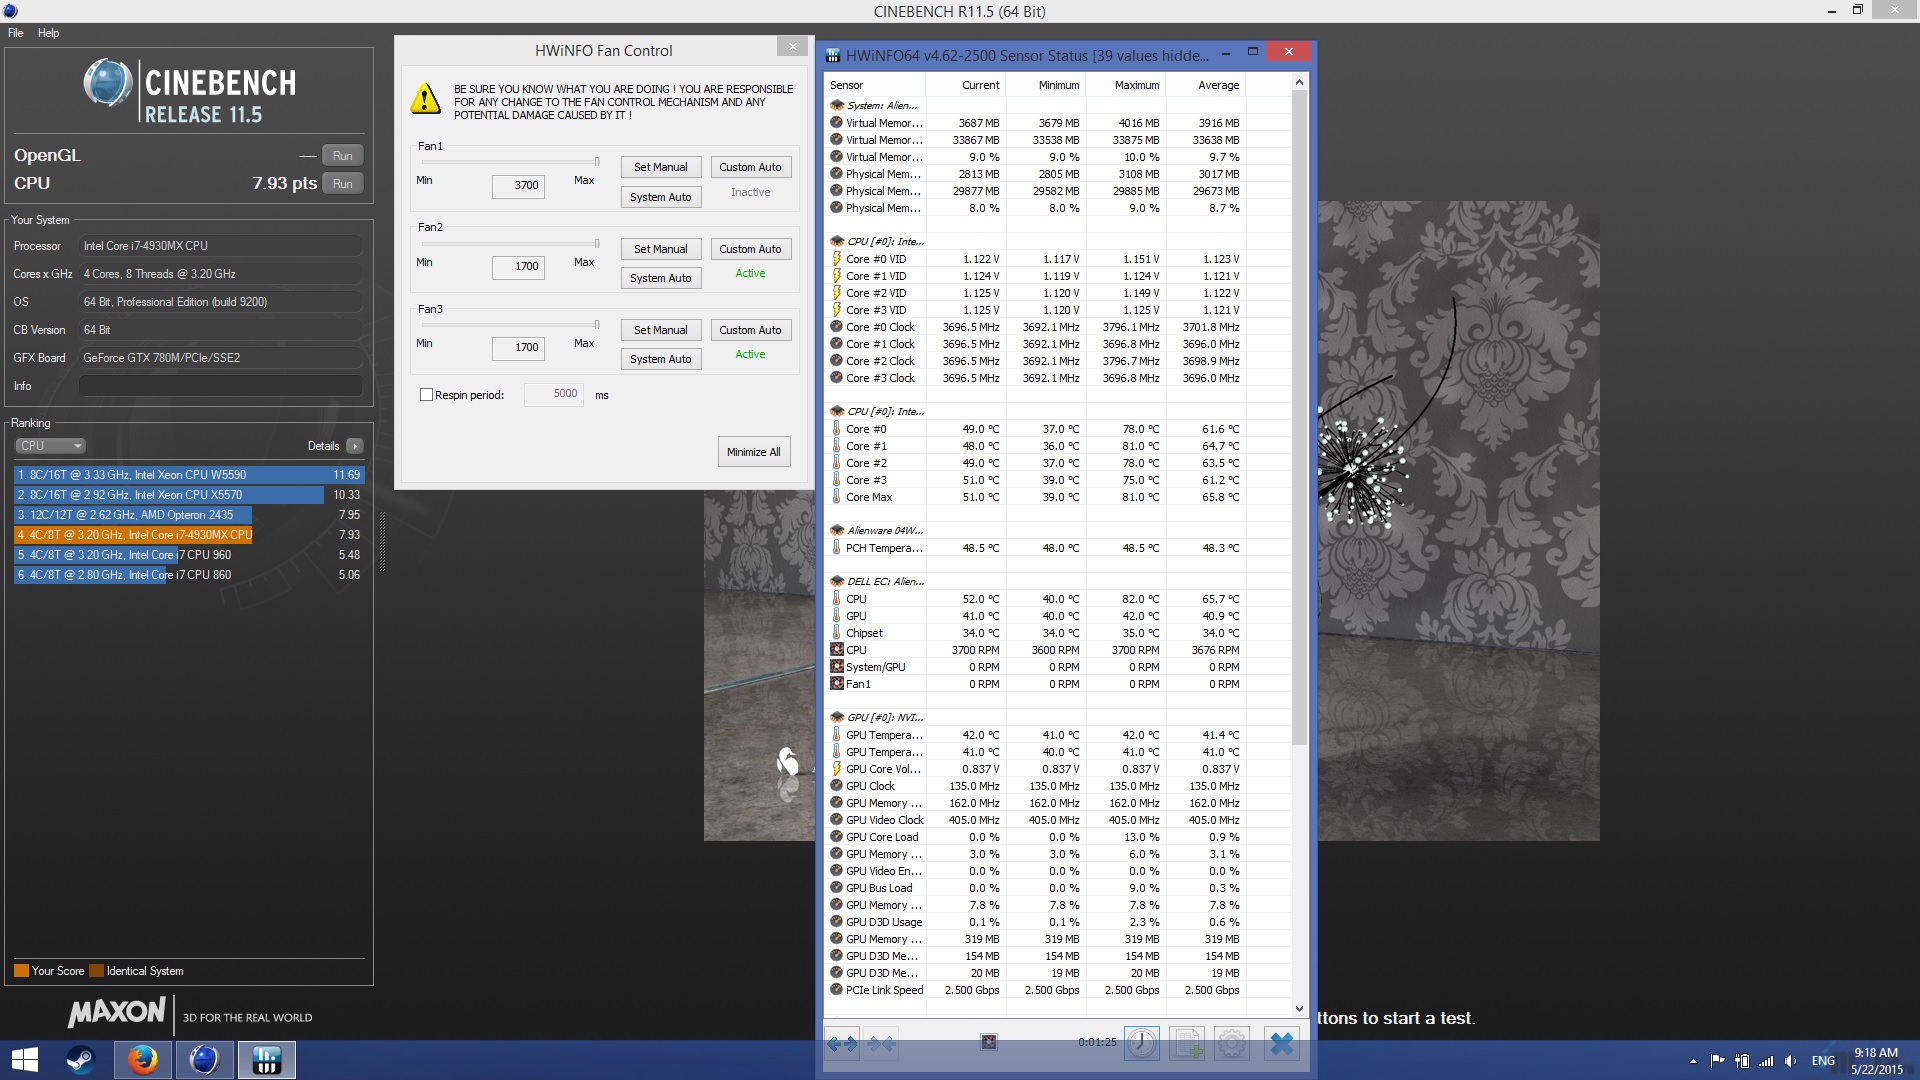 CINEBENCH R11.5 (64 Bit)
File Help
CINEBENCH
RELEASE 11.5
OpenGL --- Run
CPU 7.93 pts Run
Your System
Processor Intel Core i7-4930MX CPU
Cores x GHz 4 Cores, 8 Threads @ 3.20 GHz
OS 64 Bit, Professional Edition (build 9200)
CB Version 64 Bit
GFX Board GeForce GTX 780M/PCIe/SSE2
Info
Ranking
CPU Details
1. 8C/16T @ 3.33 GHz, Intel Xeon CPU W5590 11.69
2. 8C/16T @ 2.92 GHz, Intel Xeon CPU X5570 10.33
3. 12C/12T @ 2.62 GHz, AMD Opteron 2435 7.95
4. 4C/8T @ 3.20 GHz, Intel Core i7-4930MX CPU 7.93
5. 4C/8T @ 3.20 GHz, Intel Core i7 CPU 960 5.48
6. 4C/8T @ 2.80 GHz, Intel Core i7 CPU 860 5.06
Your Score Identical System
MAXON 3D FOR THE REAL WORLD
HWiNFO Fan Control
BE SURE YOU KNOW WHAT YOU ARE DOING ! YOU ARE RESPONSIBLE
FOR ANY CHANGE TO THE FAN CONTROL MECHANISM AND ANY
POTENTIAL DAMAGE CAUSED BY IT !
Fan1
Set Manual Custom Auto
Min 3700 Max
System Auto Inactive
Fan2
Set Manual Custom Auto
Min 1700 Max
System Auto Active
Fan3
Set Manual Custom Auto
Min 1700 Max
System Auto Active
Respin period: 5000 ms
Minimize All
HWiNFO64 v4.62-2500 Sensor Status [39 values hidde...
Sensor Current Minimum Maximum Average
System: Alien...
Virtual Memor... 3687 MB 3679 MB 4016 MB 3916 MB
Virtual Memor... 33867 MB 33538 MB 33875 MB 33638 MB
Virtual Memor... 9.0 % 9.0 % 10.0 % 9.7 %
Physical Mem... 2813 MB 2805 MB 3108 MB 3017 MB
Physical Mem... 29877 MB 29582 MB 29885 MB 29673 MB
Physical Mem... 8.0 % 8.0 % 9.0 % 8.7 %
CPU [#0]: Inte...
Core #0 VID 1.122 V 1.117 V 1.151 V 1.123 V
Core #1 VID 1.124 V 1.119 V 1.124 V 1.121 V
Core #2 VID 1.125 V 1.120 V 1.149 V 1.122 V
Core #3 VID 1.125 V 1.120 V 1.125 V 1.121 V
Core #0 Clock 3696.5 MHz 3692.1 MHz 3796.1 MHz 3701.8 MHz
Core #1 Clock 3696.5 MHz 3692.1 MHz 3696.8 MHz 3696.0 MHz
Core #2 Clock 3696.5 MHz 3692.1 MHz 3796.7 MHz 3698.9 MHz
Core #3 Clock 3696.5 MHz 3692.1 MHz 3696.8 MHz 3696.0 MHz
CPU [#0]: Inte...
Core #0 49.0 °C 37.0 °C 78.0 °C 61.6 °C
Core #1 48.0 °C 36.0 °C 81.0 °C 64.7 °C
Core #2 49.0 °C 37.0 °C 78.0 °C 63.5 °C
Core #3 51.0 °C 39.0 °C 75.0 °C 61.2 °C
Core Max 51.0 °C 39.0 °C 81.0 °C 65.8 °C
Alienware 04W...
PCH Tempera... 48.5 °C 48.0 °C 48.5 °C 48.3 °C
DELL EC: Alien...
CPU 52.0 °C 40.0 °C 82.0 °C 65.7 °C
GPU 41.0 °C 40.0 °C 42.0 °C 40.9 °C
Chipset 34.0 °C 34.0 °C 35.0 °C 34.0 °C
CPU 3700 RPM 3600 RPM 3700 RPM 3676 RPM
System/GPU 0 RPM 0 RPM 0 RPM 0 RPM
Fan1 0 RPM 0 RPM 0 RPM 0 RPM
GPU [#0]: NVI...
GPU Tempera... 42.0 °C 41.0 °C 42.0 °C 41.4 °C
GPU Tempera... 41.0 °C 40.0 °C 41.0 °C 41.0 °C
GPU Core Vol... 0.837 V 0.837 V 0.837 V 0.837 V
GPU Clock 135.0 MHz 135.0 MHz 135.0 MHz 135.0 MHz
GPU Memory ... 162.0 MHz 162.0 MHz 162.0 MHz 162.0 MHz
GPU Video Clock 405.0 MHz 405.0 MHz 405.0 MHz 405.0 MHz
GPU Core Load 0.0 % 0.0 % 13.0 % 0.9 %
GPU Memory ... 3.0 % 3.0 % 6.0 % 3.1 %
GPU Video En... 0.0 % 0.0 % 0.0 % 0.0 %
GPU Bus Load 0.0 % 0.0 % 9.0 % 0.3 %
GPU Memory ... 7.8 % 7.8 % 7.8 % 7.8 %
GPU D3D Usage 0.1 % 0.1 % 2.3 % 0.6 %
GPU Memory ... 319 MB 319 MB 319 MB 319 MB
GPU D3D Me... 154 MB 154 MB 154 MB 154 MB
GPU D3D Me... 20 MB 19 MB 20 MB 19 MB
PCIe Link Speed 2.500 Gbps 2.500 Gbps 2.500 Gbps 2.500 Gbps
0:01:25
ttons to start a test.
ENG 9:18 AM
5/22/2015